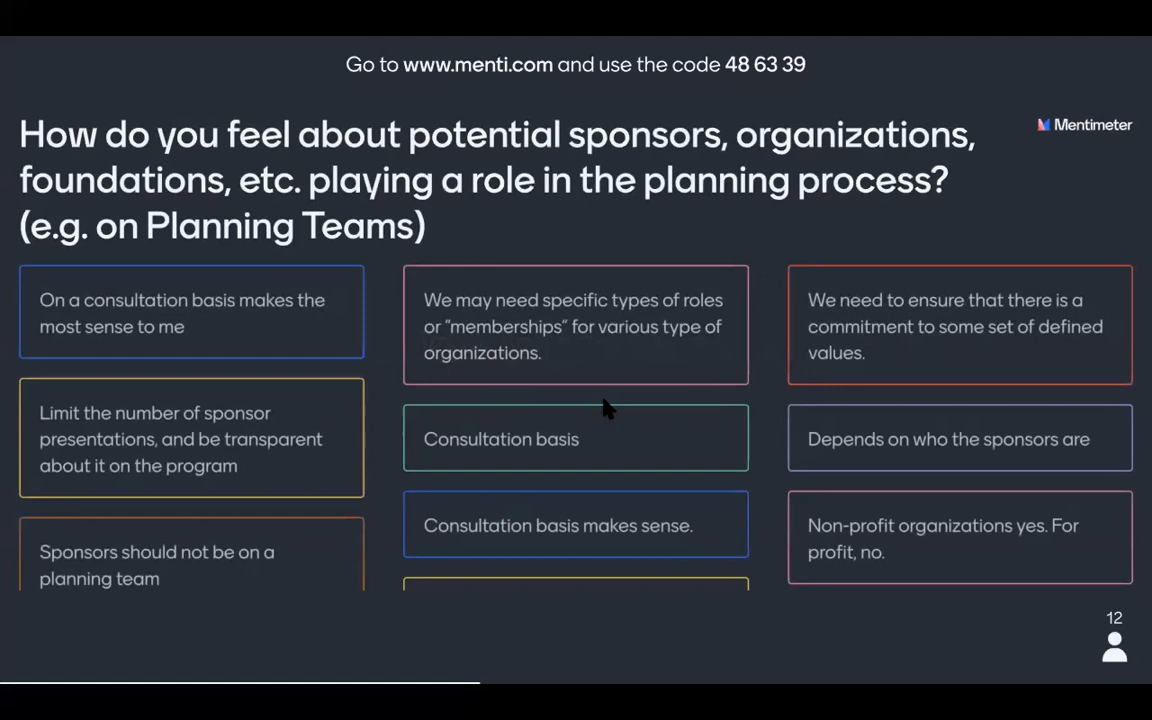 Go to www.menti.com and use the code 48 63 39
How do you feel about potential sponsors, organizations,
foundations, etc. playing a role in the planning process?
(e.g. on Planning Teams)
Mentimeter
On a consultation basis makes the
most sense to me
Limit the number of sponsor
presentations, and be transparent
about it on the program
Sponsors should not be on a
planning team
We may need specific types of roles
or "memberships" for various type of
organizations.
Consultation basis
Consultation basis makes sense.
We need to ensure that there is a
commitment to some set of defined
values.
Depends on who the sponsors are
Non-profit organizations yes. For
profit, no.
12